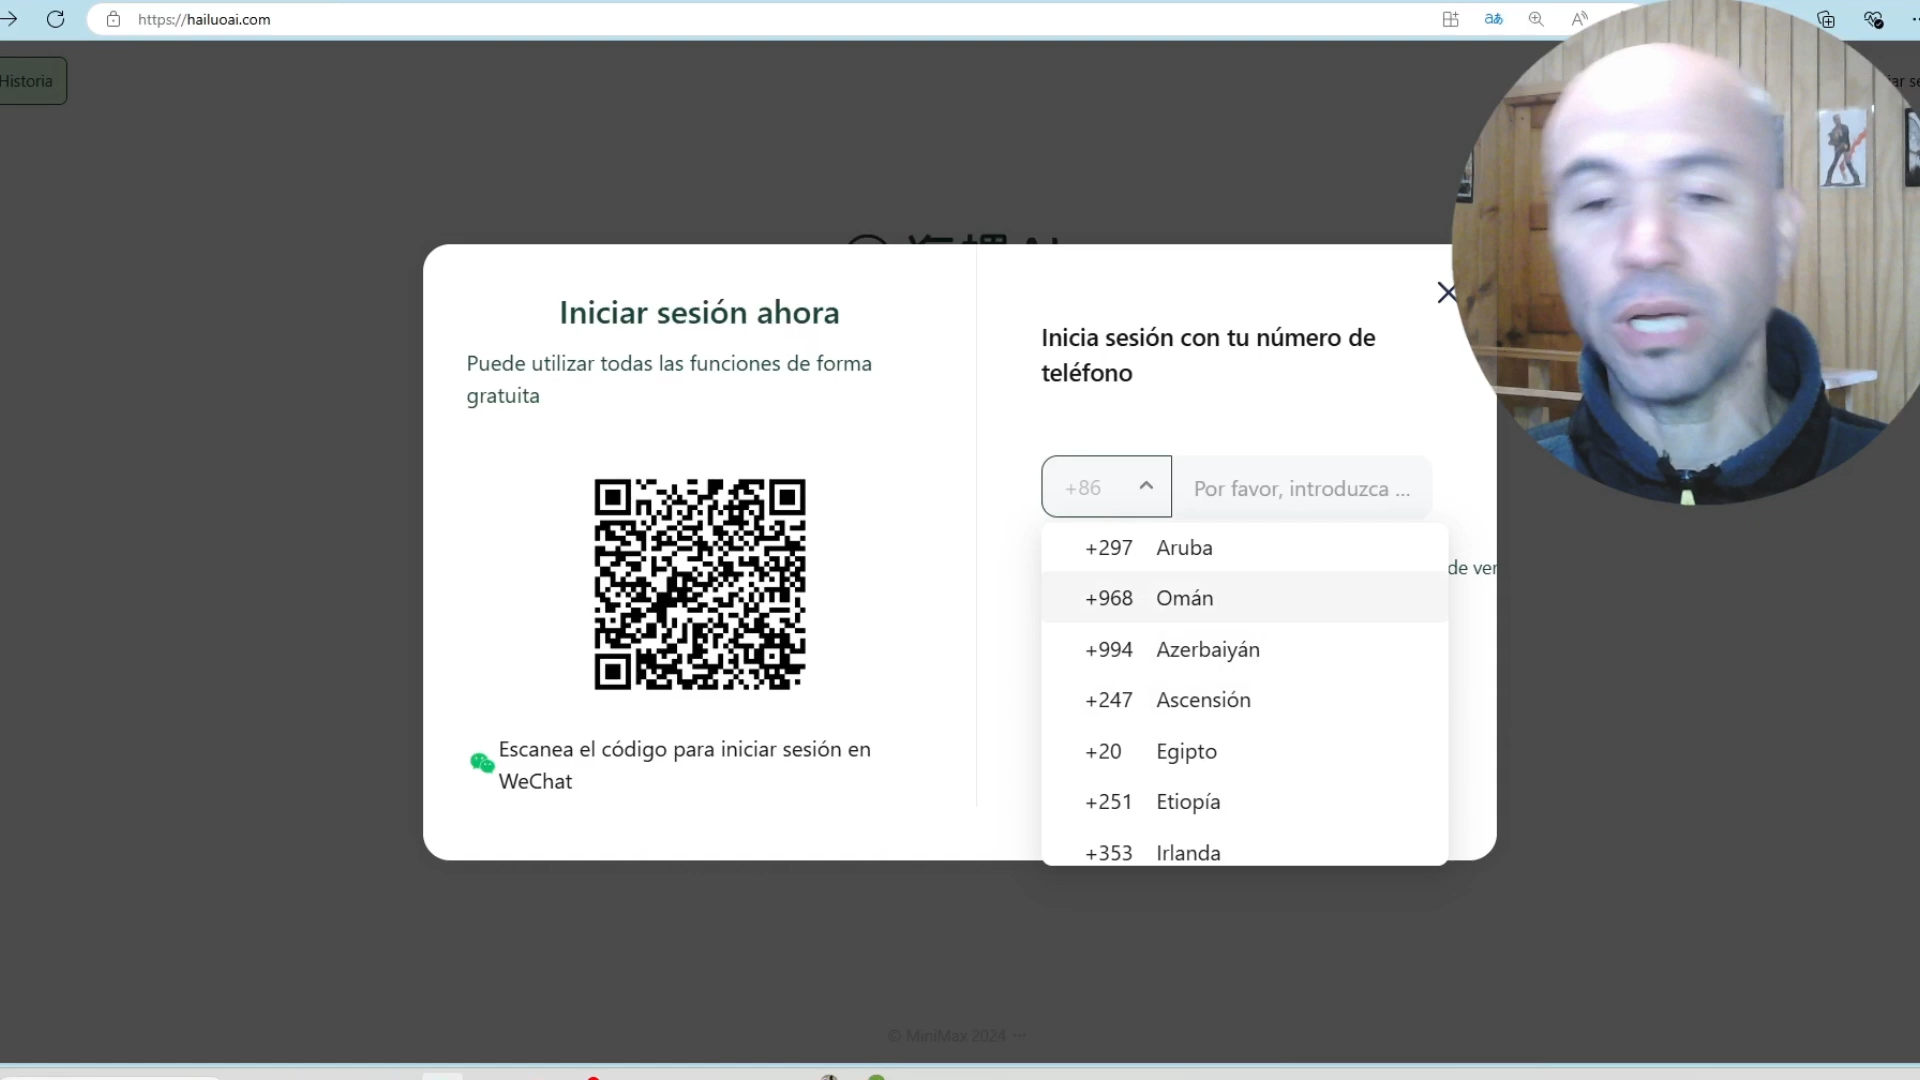 https://hailuoai.com
Historia
Iniciar sesión ahora
Puede utilizar todas las funciones de forma
gratuita
Escanea el código para iniciar sesión en
WeChat
Inicia sesión con tu número de
teléfono
+86
Por favor, introduzca ...
+297 Aruba
de ver
+968 Omán
+994 Azerbaiyán
+247 Ascensión
+20 Egipto
+251 Etiopía
+353 Irlanda
© MiniMax 2024 ···